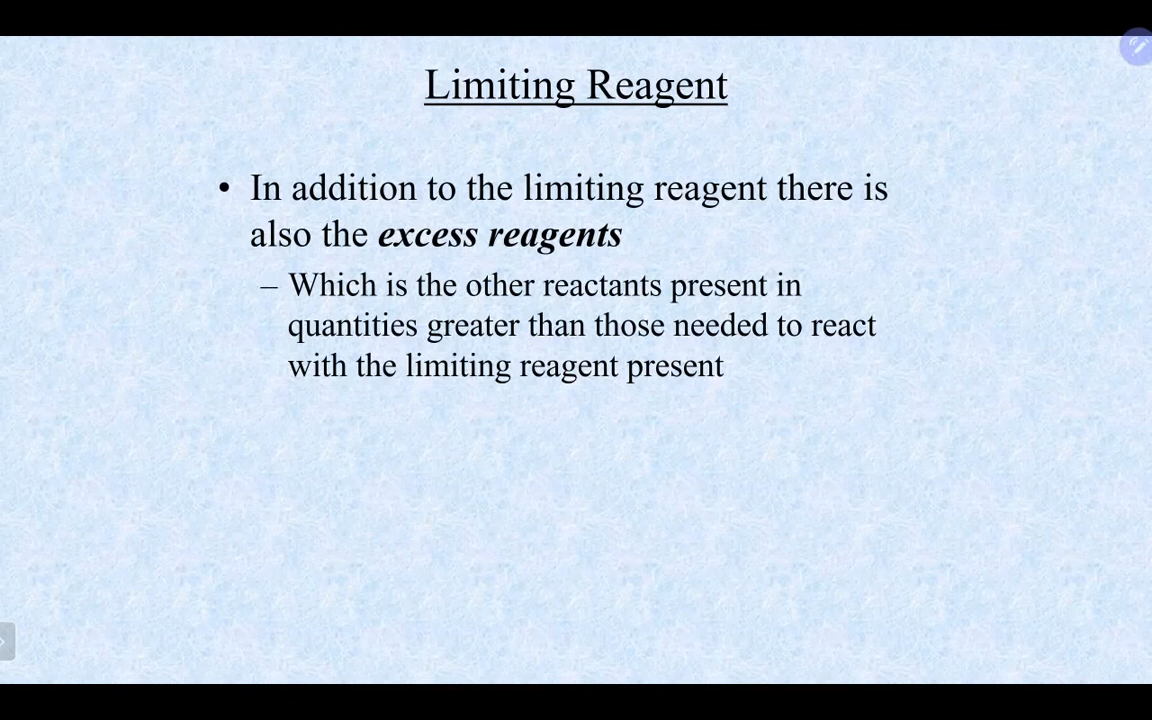 Limiting Reagent
• In addition to the limiting reagent there is
also the excess reagents
– Which is the other reactants present in
quantities greater than those needed to react
with the limiting reagent present